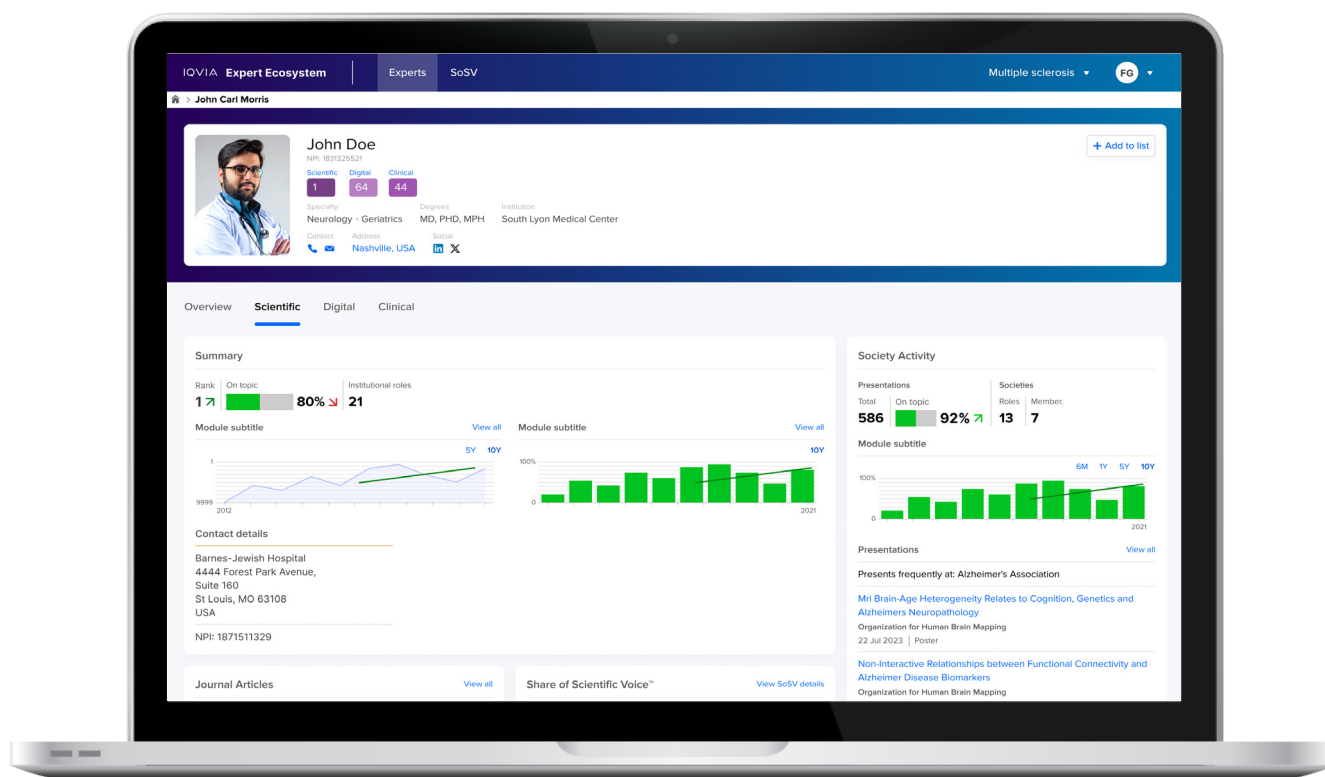 IQVIA Expert Ecosystem
Experts
SoSV
Multiple sclerosis
FG
> John Carl Morris
John Doe
NPI: 1831325521
+ Add to list
Scientific Digital Clinical
1 64 44
Specialty Degrees Institution
Neurology - Geriatrics MD, PHD, MPH South Lyon Medical Center
Contact Address Social
Nashville, USA
Overview Scientific Digital Clinical
Summary
Rank On topic Institutional roles
1 80% 21
Module subtitle View all
5Y 10Y
1
9999
2012
Module subtitle View all
10Y
100%
0
2021
Contact details
Barnes-Jewish Hospital
4444 Forest Park Avenue,
Suite 160
St Louis, MO 63108
USA
NPI: 1871511329
Journal Articles View all
Share of Scientific Voice™ View SoSV details
Society Activity
Presentations Societies
Total On topic Roles Member.
586 92% 13 7
Module subtitle
6M 1Y 5Y 10Y
100%
0
2021
Presentations View all
Presents frequently at: Alzheimer's Association
Mri Brain-Age Heterogeneity Relates to Cognition, Genetics and
Alzheimers Neuropathology
Organization for Human Brain Mapping
22 Jul 2023 | Poster
Non-Interactive Relationships between Functional Connectivity and
Alzheimer Disease Biomarkers
Organization for Human Brain Mapping